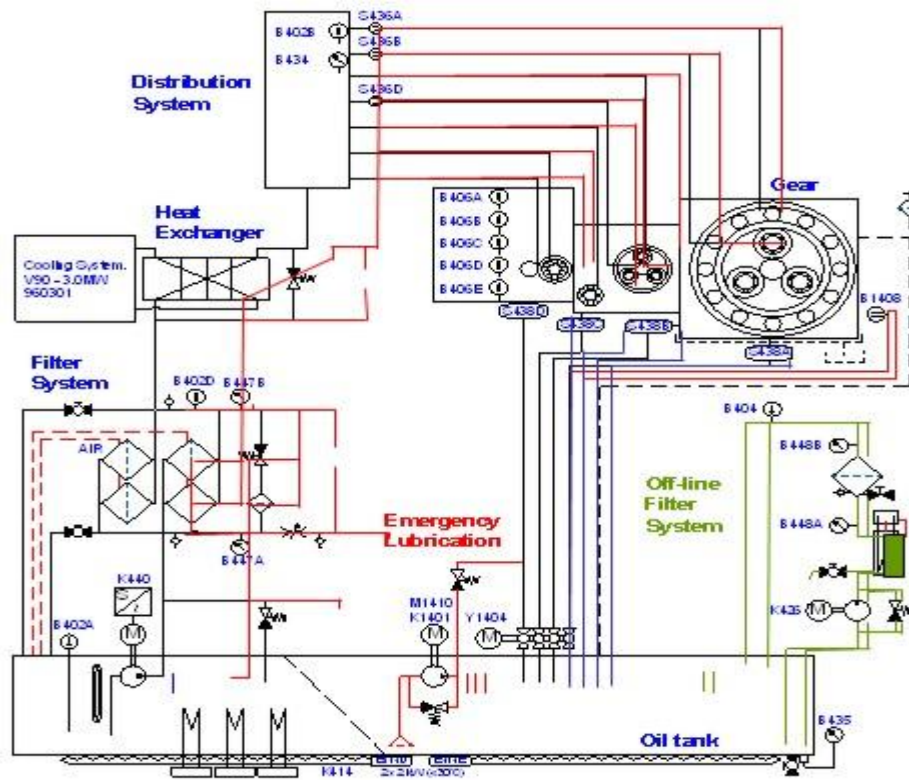 S436A
B402B
S436B
B434
Distribution
System
S436D
Gear
B406A
B406B
B406C
B406D
B406E
Heat
Exchanger
Cooling System.
V90 - 3.0MW
960301
B1408
S438D
S438C
S438B
S438A
Filter
System
B402D
B447B
B404
AIR
B448B
Off-line
Filter
System
Emergency
Lubrication
B448A
B447A
K440
M1410
K1401
Y1404
M
M
M
K426
M
B402A
B435
Oil tank
K414